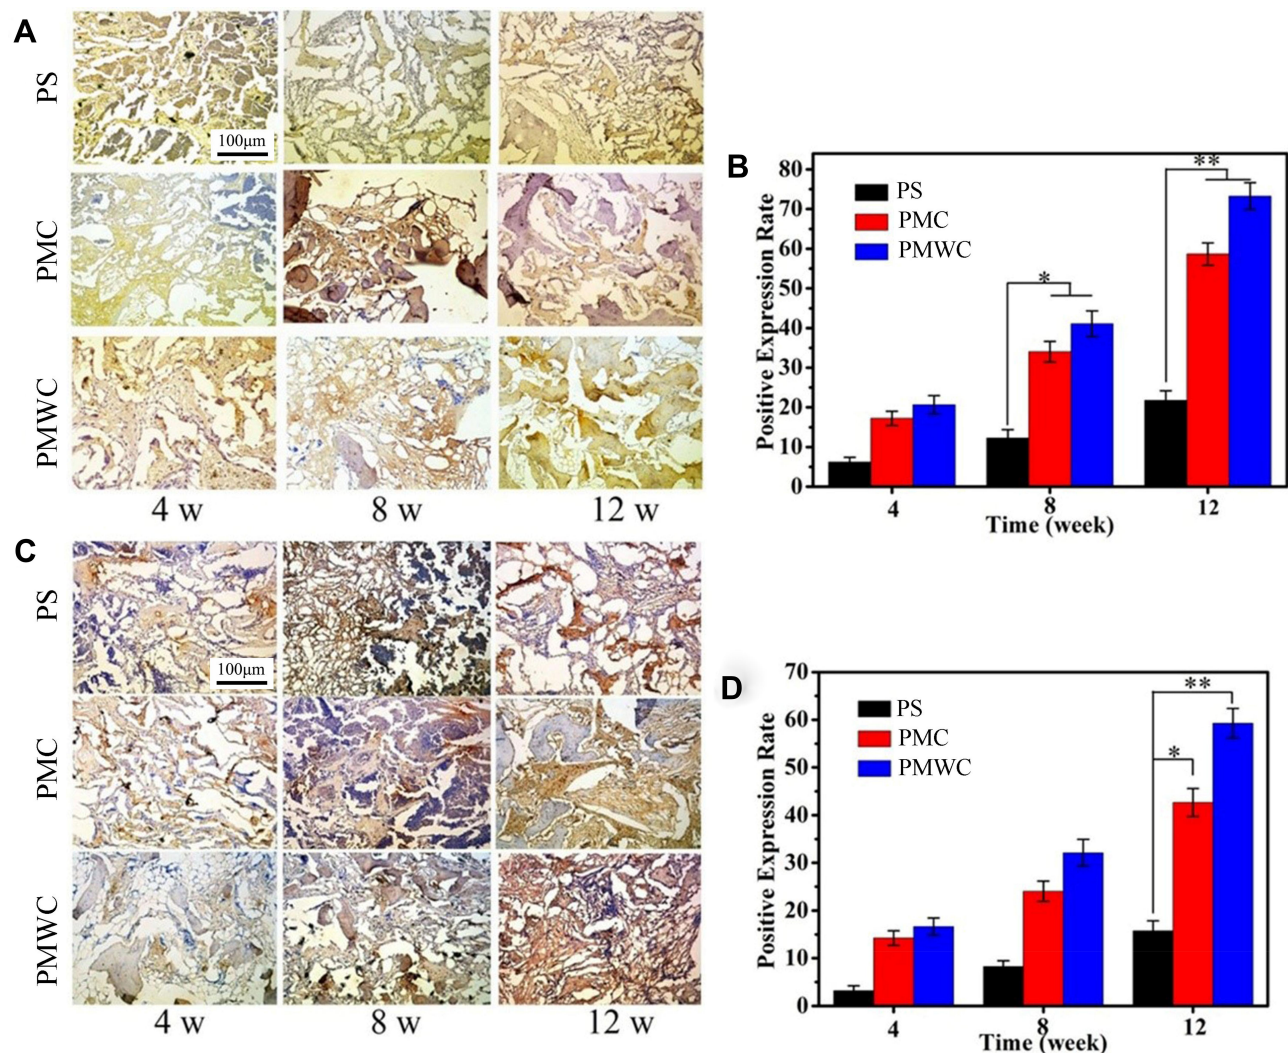 A
PS
100μm
PMC
PMWC
4 w 8 w 12 w
B
Positive Expression Rate
80
70
60
50
40
30
20
10
0
PS
PMC
PMWC
*
**
4 8 12
Time (week)
C
PS
100μm
PMC
PMWC
4 w 8 w 12 w
D
Positive Expression Rate
70
60
50
40
30
20
10
0
PS
PMC
PMWC
*
**
4 8 12
Time (week)